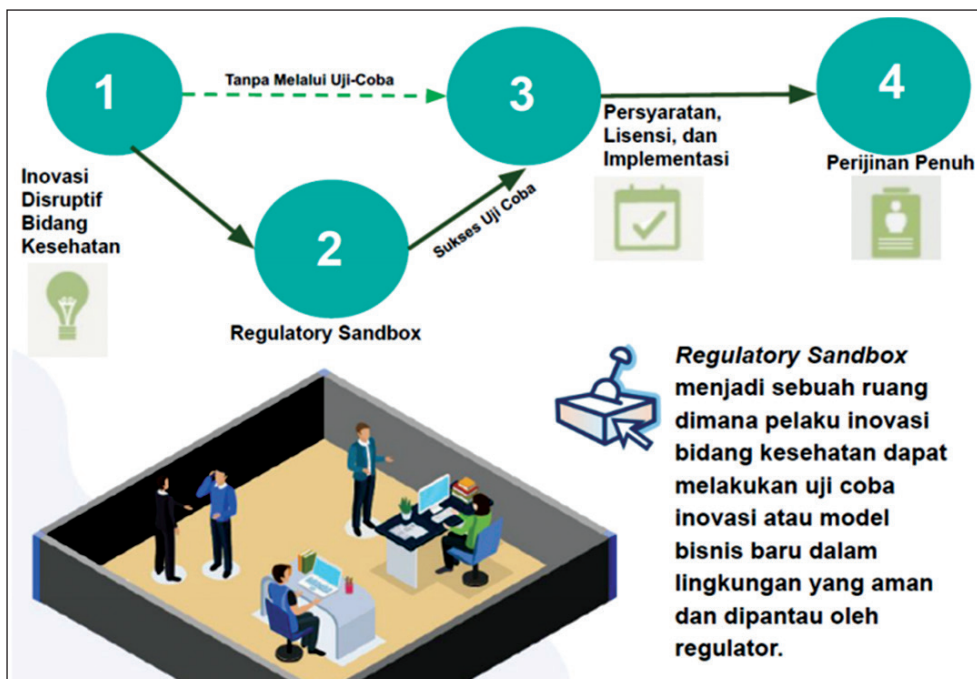 1
Tanpa Melalui Uji-Coba
3
4
Inovasi
Disruptif
Bidang
Kesehatan
2
Sukses Uji Coba
Persyaratan,
Lisensi, dan
Implementasi
Perijinan Penuh
Regulatory Sandbox
Regulatory Sandbox
menjadi sebuah ruang
dimana pelaku inovasi
bidang kesehatan dapat
melakukan uji coba
inovasi atau model
bisnis baru dalam
lingkungan yang aman
dan dipantau oleh
regulator.